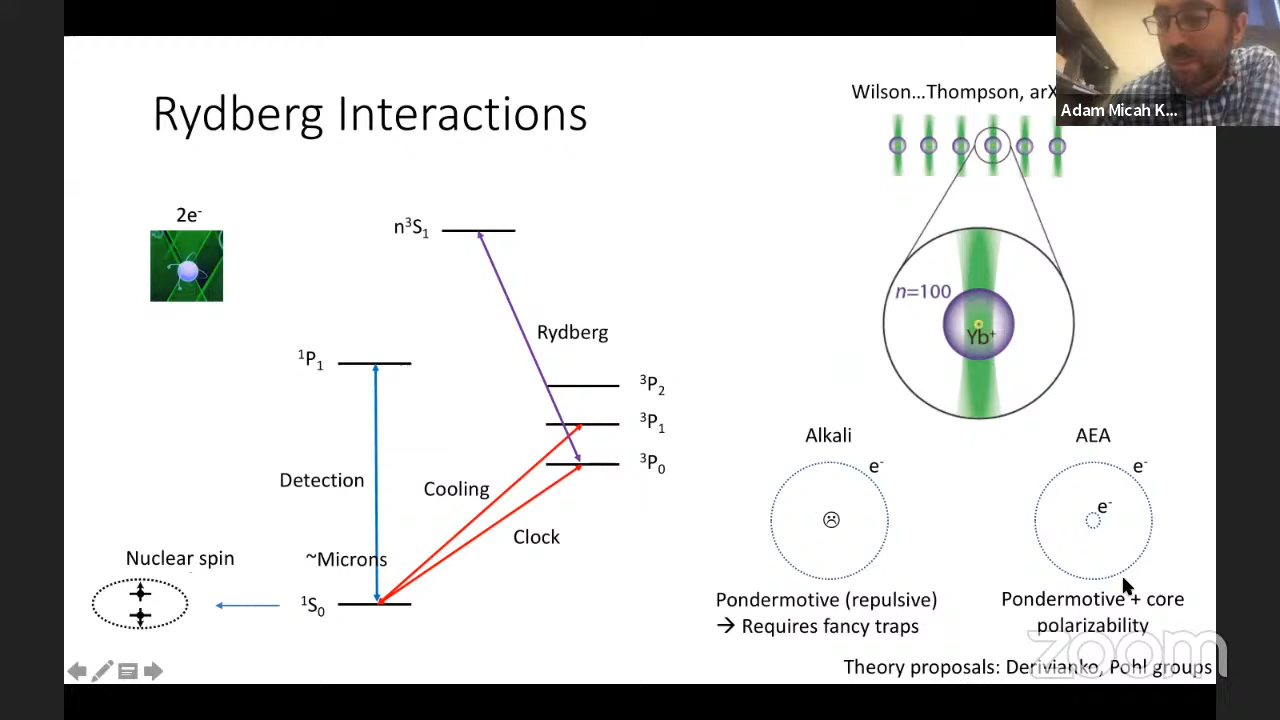 Rydberg Interactions
Wilson...Thompson, arX
Adam Micah K...
2e-
n3S1
n=100
Rydberg
Yb+
1P1
3P2
3P1
3P0
Alkali
AEA
e-
e-
e-
☹
Detection
Cooling
Clock
Nuclear spin
~Microns
1S0
Pondermotive (repulsive)
→ Requires fancy traps
Pondermotive + core
polarizability
zoom
Theory proposals: Derivianko, Pohl groups